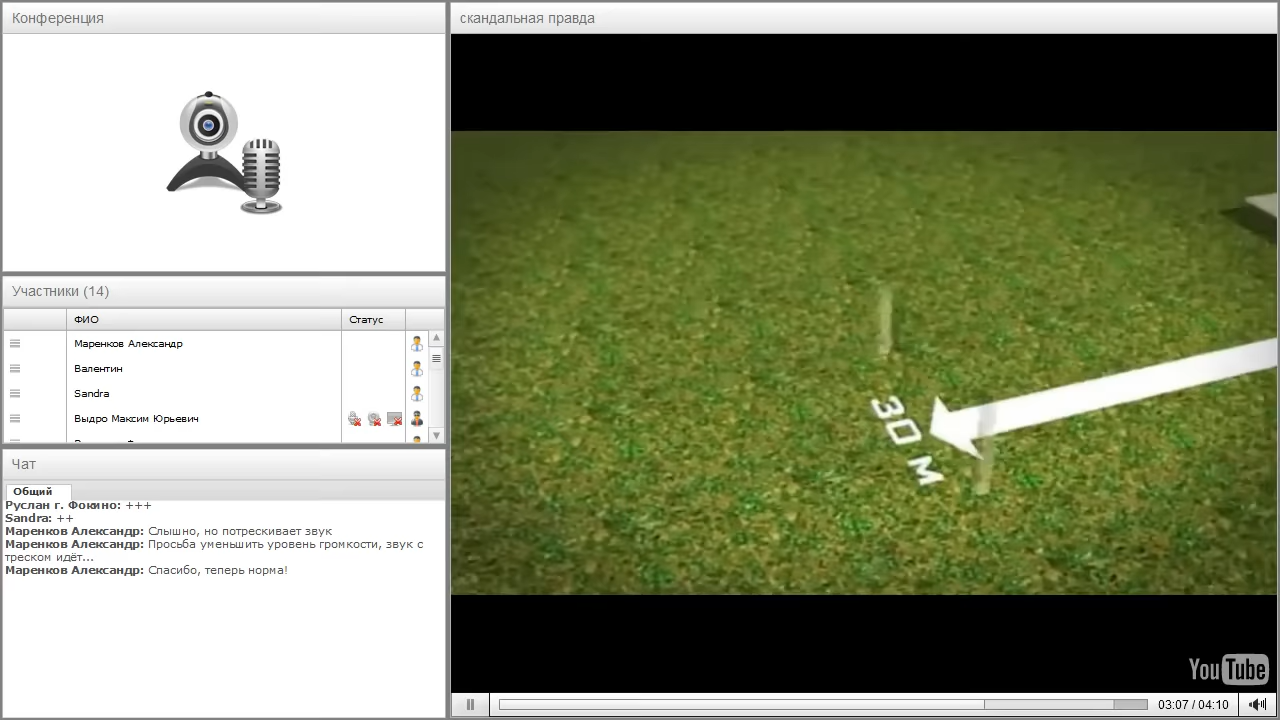 Конференция
скандальная правда
Участники (14)
ФИО
Статус
Маренков Александр
Валентин
Sandra
Выдро Максим Юрьевич
Чат
Общий
Руслан г. Фокино: +++
Sandra: ++
Маренков Александр: Слышно, но потрескивает звук
Маренков Александр: Просьба уменьшить уровень громкости, звук с
треском идёт...
Маренков Александр: Спасибо, теперь норма!
30 М
YouTube
03:07 / 04:10